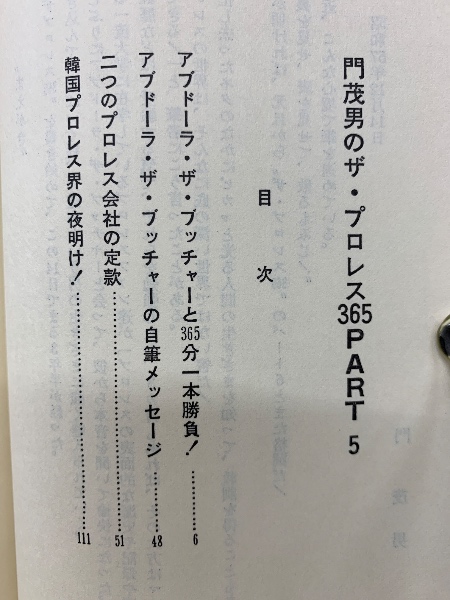 門茂男のザ・プロレス365 PART 5
目次
アブドーラ・ザ・ブッチャーと365分一本勝負!………6
アブドーラ・ザ・ブッチャーの自筆メッセージ………48
二つのプロレス会社の定款………51
韓国プロレス界の夜明け!………111